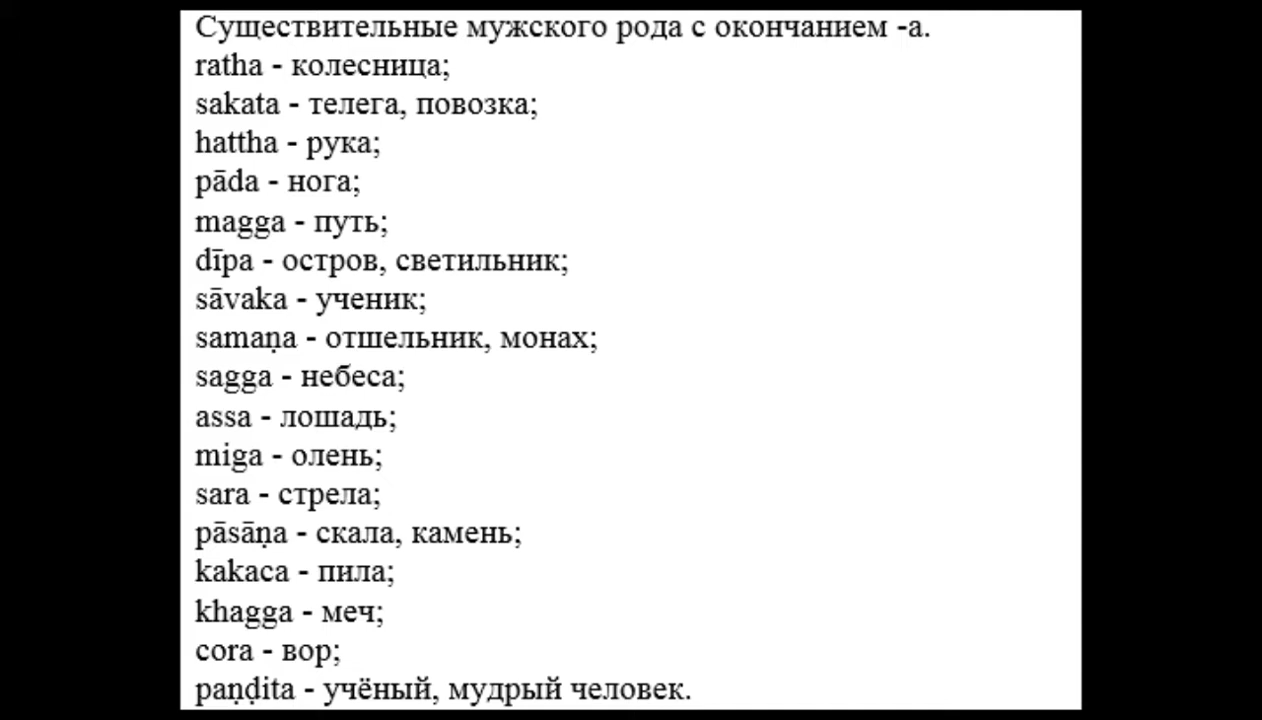 Существительные мужского рода с окончанием -а.
ratha - колесница;
sakata - телега, повозка;
hattha - рука;
pāda - нога;
magga - путь;
dīpa - остров, светильник;
sāvaka - ученик;
samaṇa - отшельник, монах;
sagga - небеса;
assa - лошадь;
miga - олень;
sara - стрела;
pāsāṇa - скала, камень;
kakaca - пила;
khagga - меч;
cora - вор;
paṇḍita - учёный, мудрый человек.